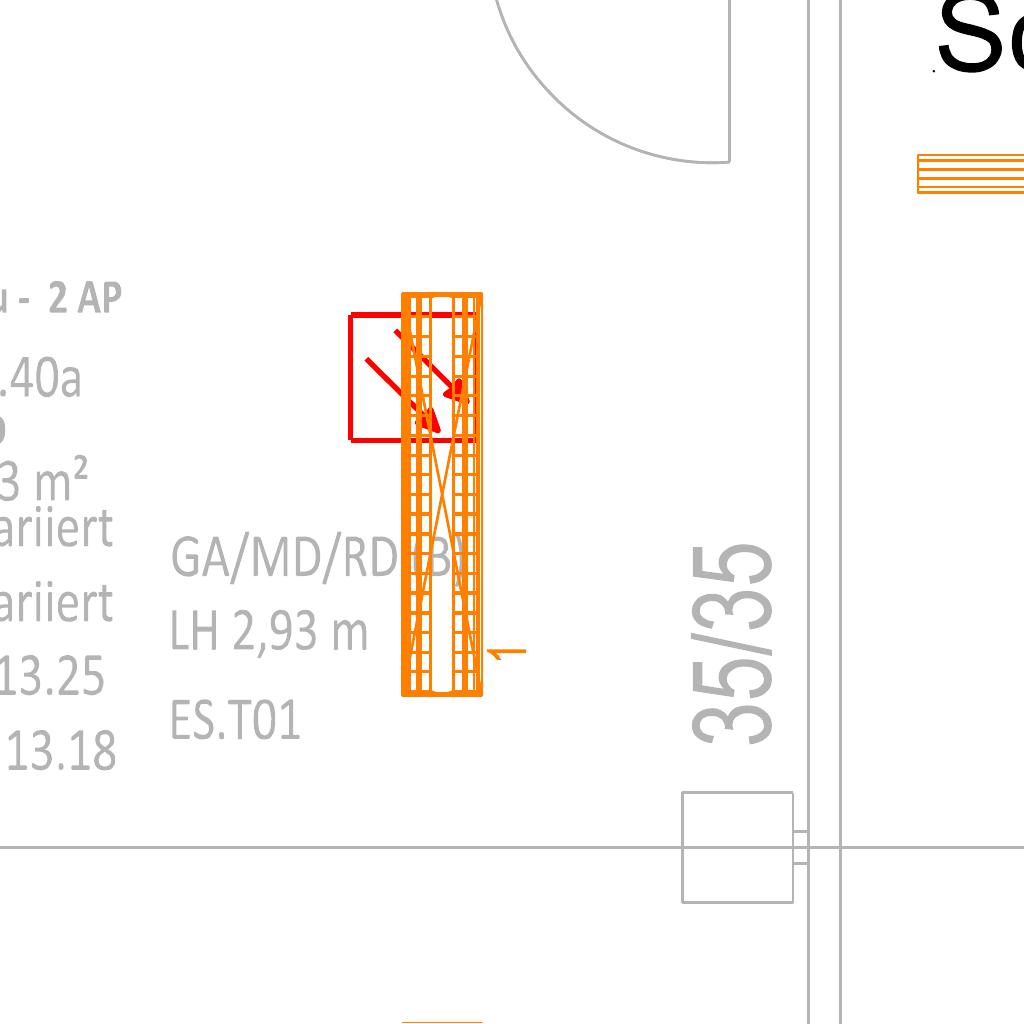 - 2 AP
.40a
3 m²
ariiert
ariiert
13.25
13.18
GA/MD/RD (B)
LH 2,93 m
ES.T01
1
35/35